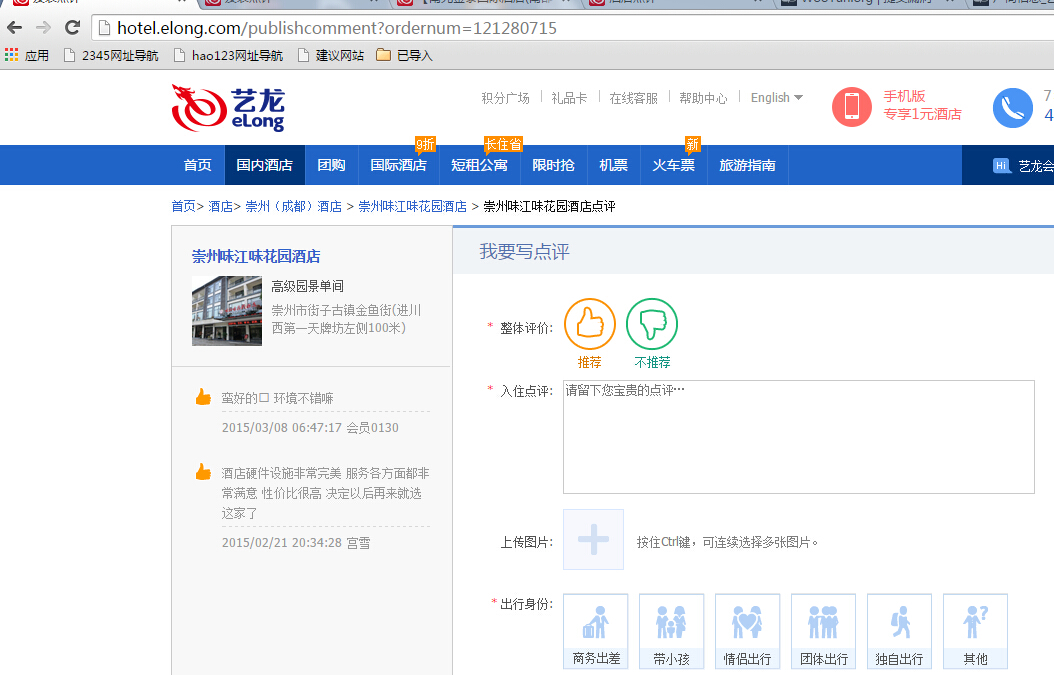 hotel.elong.com/publishcomment?ordernum=121280715
应用 2345网址导航 hao123网址导航 建议网站 已导入
艺龙
eLong
积分广场 礼品卡 在线客服 帮助中心 English
手机版
专享1元酒店
7
4
9折 长住省 新
首页 国内酒店 团购 国际酒店 短租公寓 限时抢 机票 火车票 旅游指南
Hi 艺龙会
首页> 酒店> 崇州（成都）酒店 > 崇州味江味花园酒店 > 崇州味江味花园酒店点评
崇州味江味花园酒店
高级园景单间
崇州市街子古镇金鱼街(进川
西第一天牌坊左侧100米)
蛮好的□ 环境不错嘛
2015/03/08 06:47:17 会员0130
酒店硬件设施非常完美 服务各方面都非
常满意 性价比很高 决定以后再来就选
这家了
2015/02/21 20:34:28 宫雪
我要写点评
* 整体评价:
推荐 不推荐
* 入住点评: 请留下您宝贵的点评…
上传图片: 按住Ctrl键，可连续选择多张图片。
* 出行身份:
商务出差 带小孩 情侣出行 团体出行 独自出行 其他